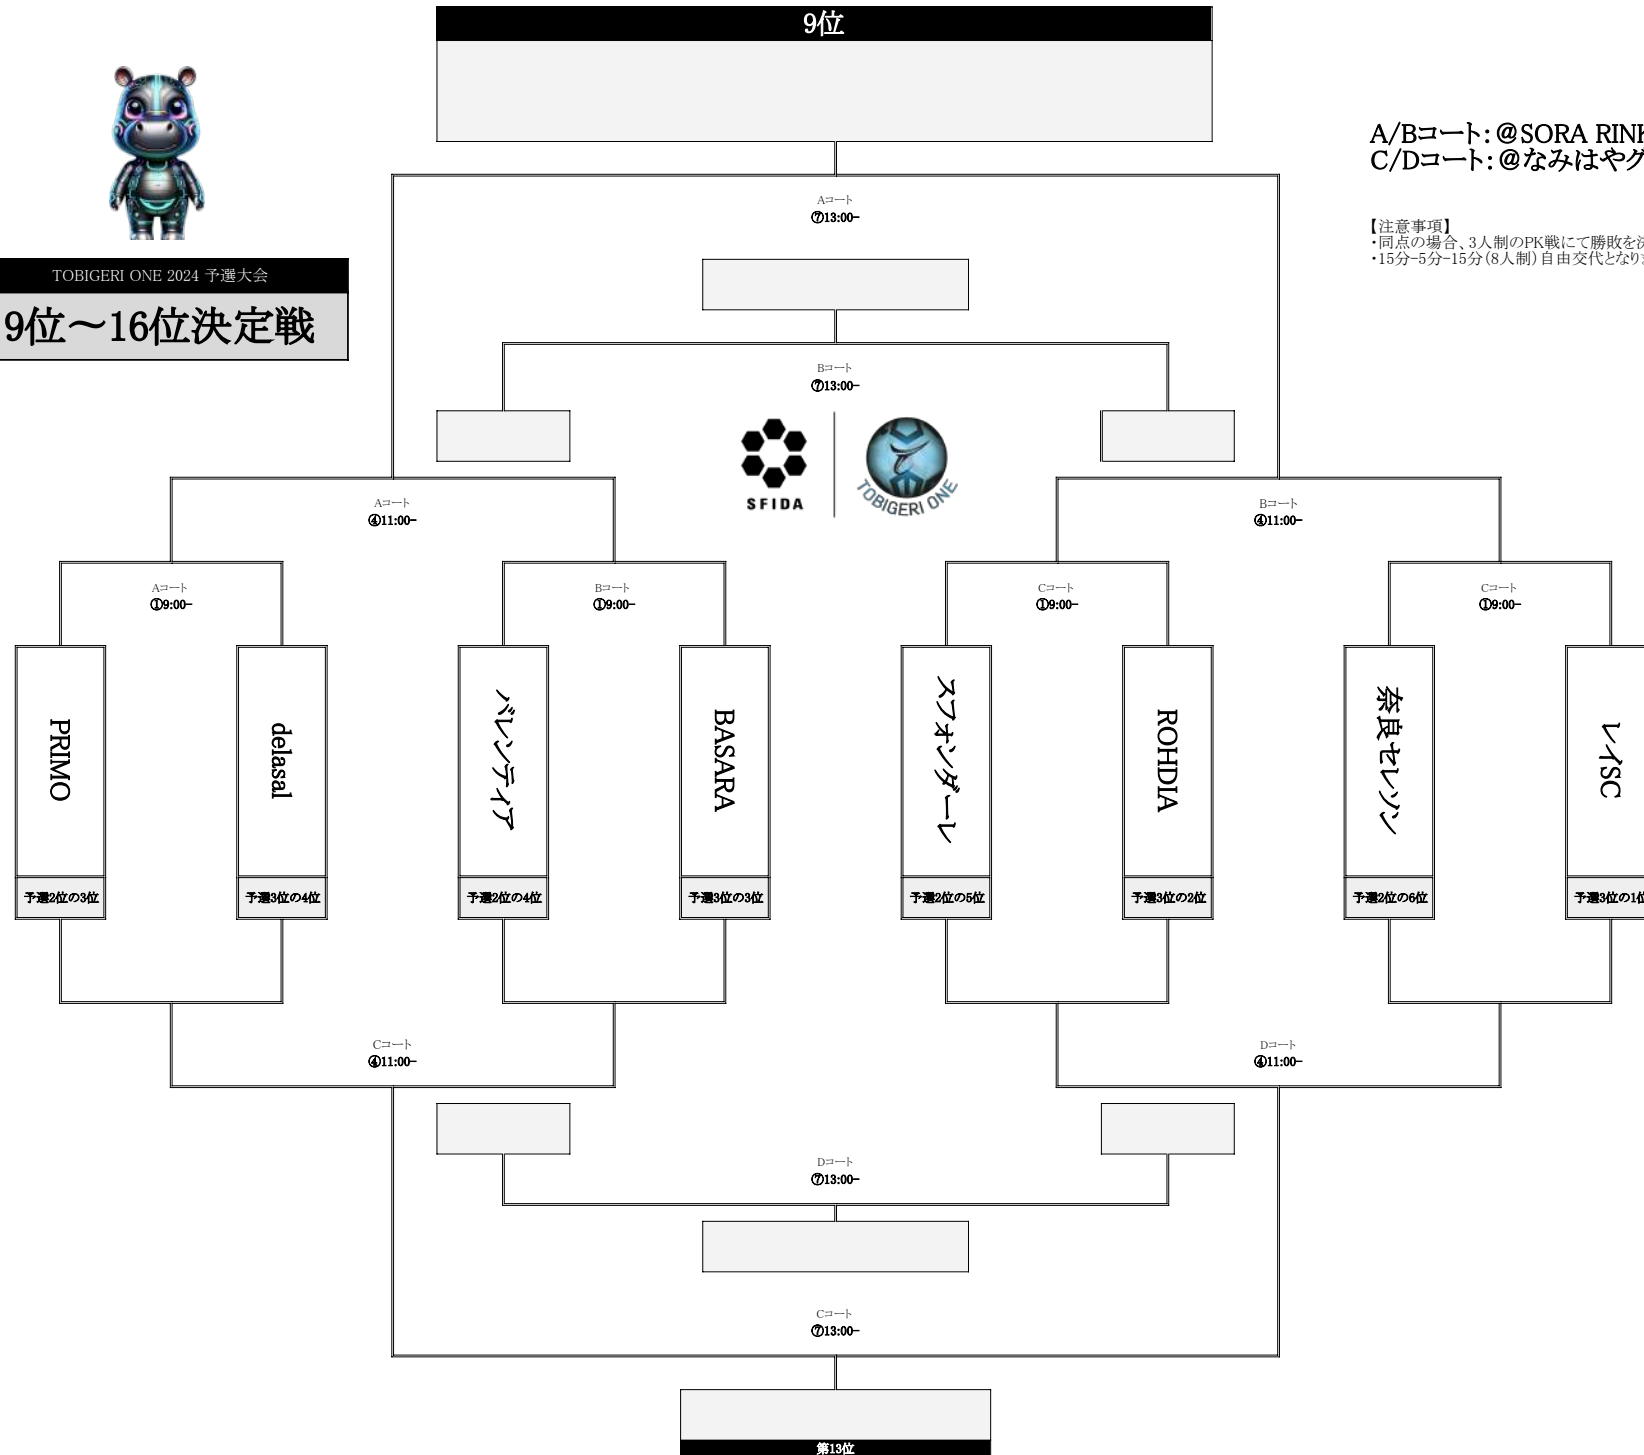 9位
A/Bコート：@SORA RINK
C/Dコート：@なみはやグ
【注意事項】
・同点の場合、3人制のPK戦にて勝敗を決
・15分-5分-15分(8人制)自由交代となりま
TOBIGERI ONE 2024 予選大会
9位～16位決定戦
Aコート
⑦13:00-
Bコート
⑦13:00-
SFIDA
TOBIGERI ONE
Aコート
④11:00-
Bコート
④11:00-
Aコート
①9:00-
Bコート
①9:00-
Cコート
①9:00-
Cコート
①9:00-
PRIMO
delasal
バレンティア
BASARA
スフォンダーレ
ROHDIA
奈良セレソン
レイSC
予選2位の3位
予選3位の4位
予選2位の4位
予選3位の3位
予選2位の5位
予選3位の2位
予選2位の6位
予選3位の1位
Cコート
④11:00-
Dコート
④11:00-
Dコート
⑦13:00-
Cコート
⑦13:00-
第13位